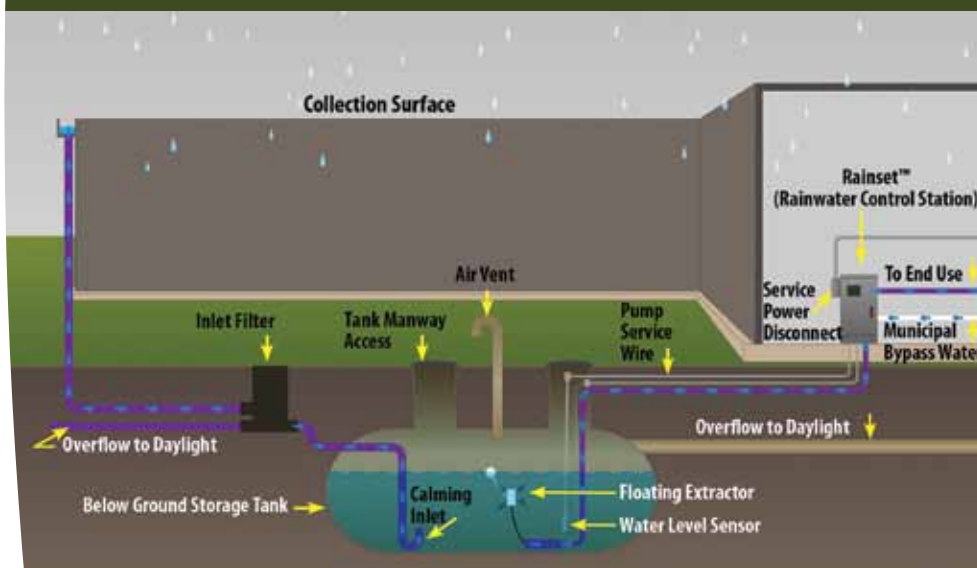 Collection Surface
Rainset™
(Rainwater Control Station)
Air Vent
To End Use
Service
Power
Disconnect
Inlet Filter
Tank Manway
Access
Pump
Service
Wire
Municipal
Bypass Water
Overflow to Daylight
Overflow to Daylight
Below Ground Storage Tank
Calming
Inlet
Floating Extractor
Water Level Sensor